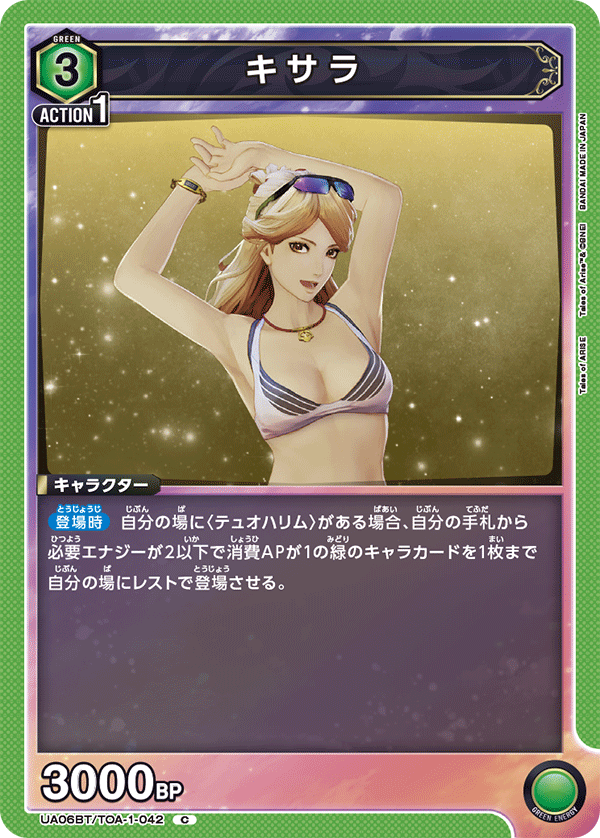 GREEN
3
キサラ
ACTION 1
BANDAI MADE IN JAPAN
Tales of Arise™& ©BNEI
Tales of ARISE
キャラクター
登場時 自分の場に〈テュオハリム〉がある場合、自分の手札から
必要エナジーが2以下で消費APが1の緑のキャラカードを1枚まで
自分の場にレストで登場させる。
3000BP
UA06BT/TOA-1-042 C
GREEN ENERGY